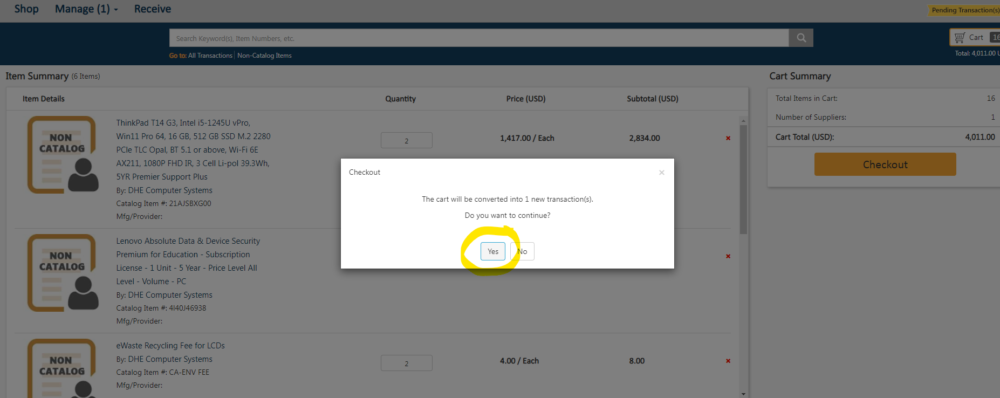 Shop Manage (1) Receive
Pending Transaction(s)
Search Keyword(s), Item Numbers, etc.
Cart 16
Go to: All Transactions | Non-Catalog Items
Total: 4,011.00
Item Summary (6 Items)
Item Details Quantity Price (USD) Subtotal (USD)
NON
CATALOG
ThinkPad T14 G3, Intel i5-1245U vPro,
Win11 Pro 64, 16 GB, 512 GB SSD M.2 2280
PCIe TLC Opal, BT 5.1 or above, Wi-Fi 6E
AX211, 1080P FHD IR, 3 Cell Li-pol 39.3Wh,
5YR Premier Support Plus
By: DHE Computer Systems
Catalog Item #: 21AJSBXG00
Mfg/Provider:
2 1,417.00 / Each 2,834.00
NON
CATALOG
Lenovo Absolute Data & Device Security
Premium for Education - Subscription
License - 1 Unit - 5 Year - Price Level All
Level - Volume - PC
By: DHE Computer Systems
Catalog Item #: 4I40J46938
Mfg/Provider:
NON
CATALOG
eWaste Recycling Fee for LCDs
By: DHE Computer Systems
Catalog Item #: CA-ENV FEE
Mfg/Provider:
2 4.00 / Each 8.00
Checkout
The cart will be converted into 1 new transaction(s).
Do you want to continue?
Yes No
Cart Summary
Total Items in Cart: 16
Number of Suppliers: 1
Cart Total (USD): 4,011.00
Checkout